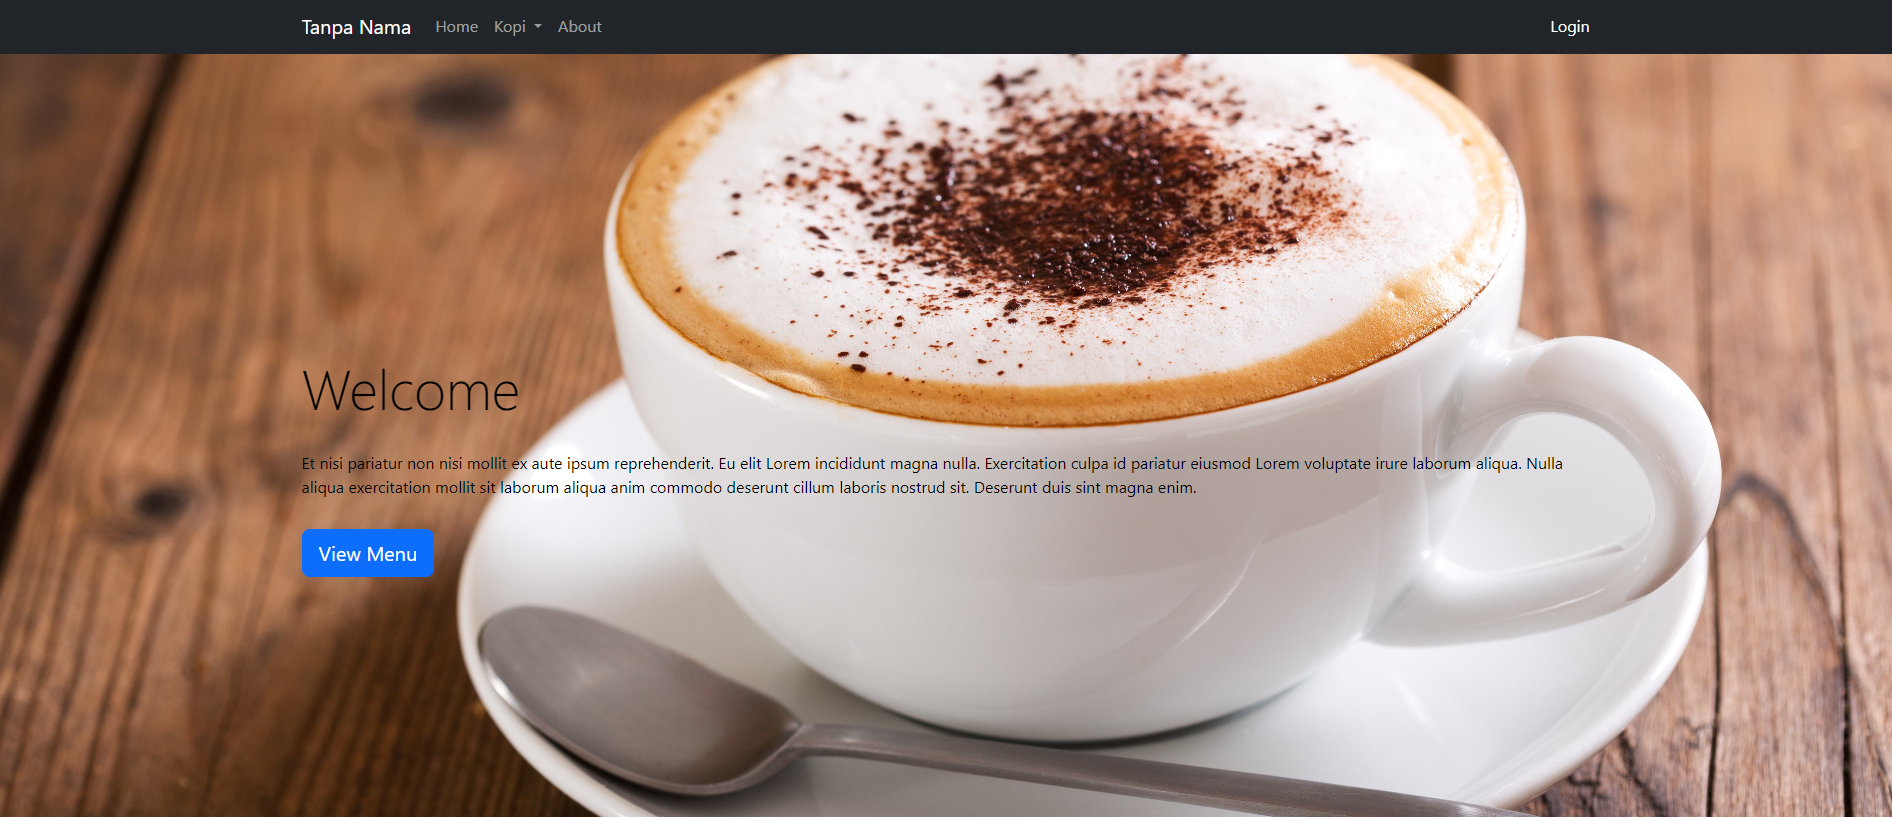 Tanpa Nama Home Kopi About Login
Welcome
Et nisi pariatur non nisi mollit ex aute ipsum reprehenderit. Eu elit Lorem incididunt magna nulla. Exercitation culpa id pariatur eiusmod Lorem voluptate irure laborum aliqua. Nulla
aliqua exercitation mollit sit laborum aliqua anim commodo deserunt cillum laboris nostrud sit. Deserunt duis sint magna enim.
View Menu